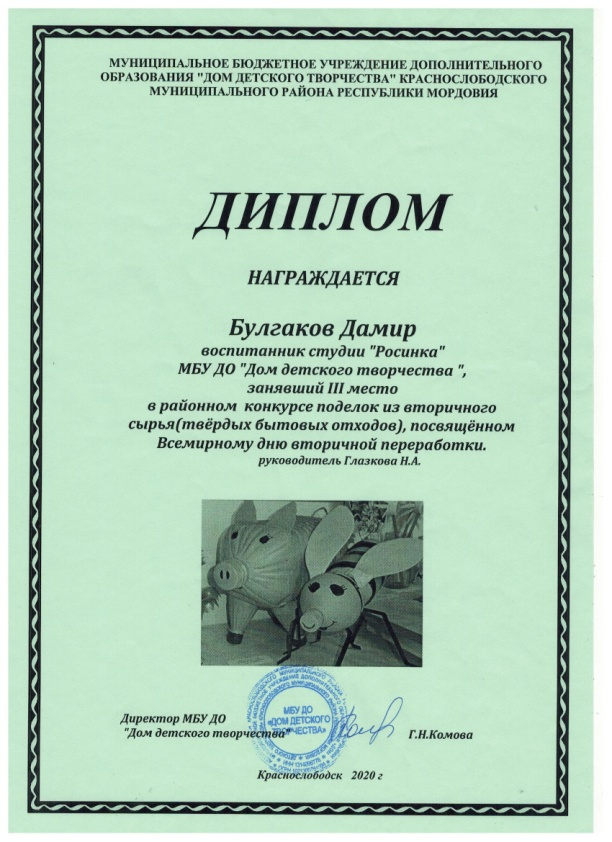 МУНИЦИПАЛЬНОЕ БЮДЖЕТНОЕ УЧРЕЖДЕНИЕ ДОПОЛНИТЕЛЬНОГО
ОБРАЗОВАНИЯ "ДОМ ДЕТСКОГО ТВОРЧЕСТВА" КРАСНОСЛОБОДСКОГО
МУНИЦИПАЛЬНОГО РАЙОНА РЕСПУБЛИКИ МОРДОВИЯ
ДИПЛОМ
НАГРАЖДАЕТСЯ
Булгаков Дамир
воспитанник студии "Росинка"
МБУ ДО "Дом детского творчества ",
занявший III место
в районном конкурсе поделок из вторичного
сырья(твёрдых бытовых отходов), посвящённом
Всемирному дню вторичной переработки.
руководитель Глазкова Н.А.
МБУ ДО
«ДОМ ДЕТСКОГО
ТВОРЧЕСТВА»
Директор МБУ ДО
"Дом детского творчества"
Г.Н.Комова
Краснослободск 2020 г